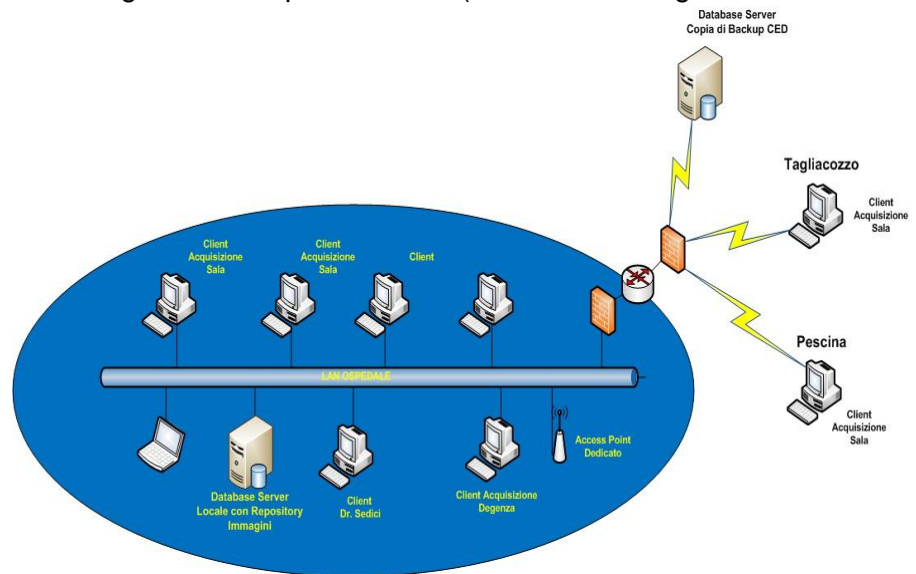 Database Server
Copia di Backup CED
Tagliacozzo
Client
Acquisizione
Sala
Client
Acquisizione
Sala
Client
Acquisizione
Sala
Client
Pescina
Client
Acquisizione
Sala
LAN OSPEDALE
Access Point
Dedicato
Database Server
Locale con Repository
Immagini
Client
Dr. Sedici
Client Acquisizione
Degenza